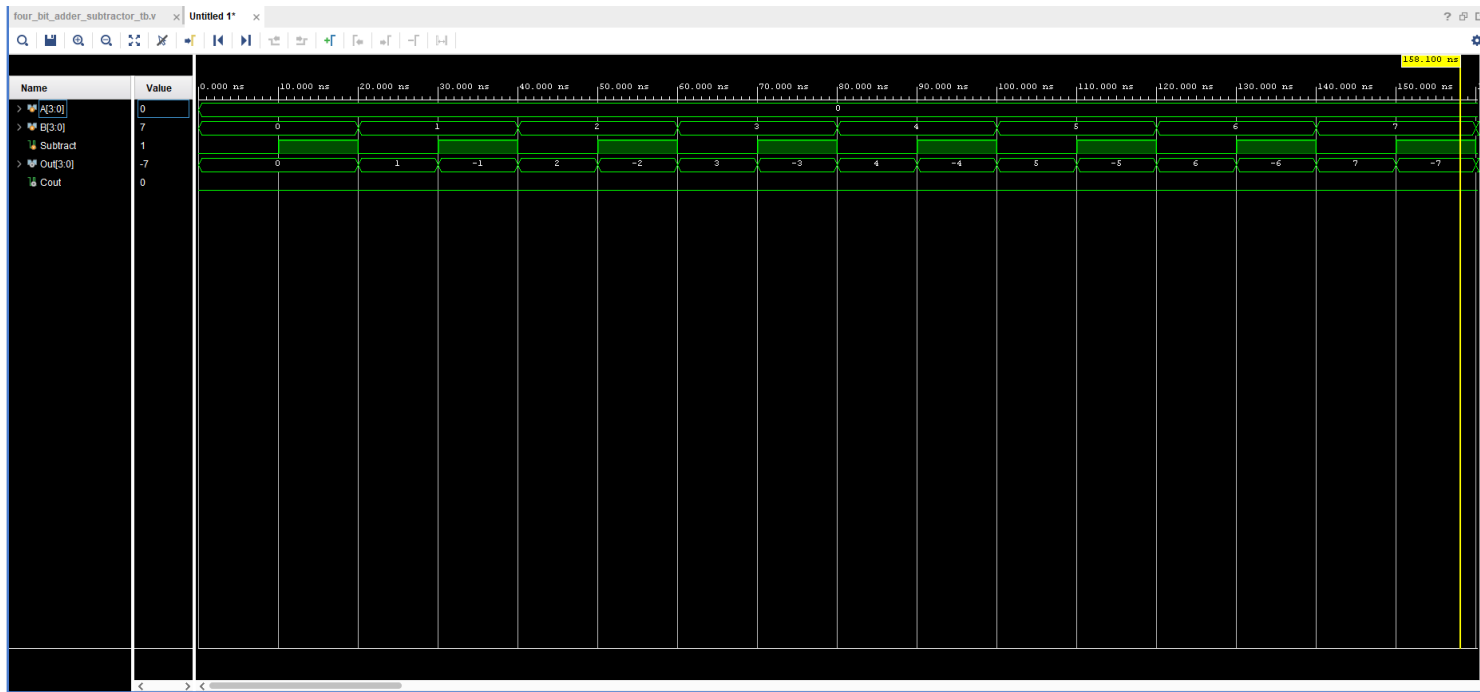 four_bit_adder_subtractor_tb.v × Untitled 1* ×
158.100 ns
Name Value 0.000 ns 10.000 ns 20.000 ns 30.000 ns 40.000 ns 50.000 ns 60.000 ns 70.000 ns 80.000 ns 90.000 ns 100.000 ns 110.000 ns 120.000 ns 130.000 ns 140.000 ns 150.000 ns
A[3:0] 0 0
B[3:0] 7 0 1 2 3 4 5 6 7
Subtract 1
Out[3:0] -7 0 1 -1 2 -2 3 -3 4 -4 5 -5 6 -6 7 -7
Cout 0